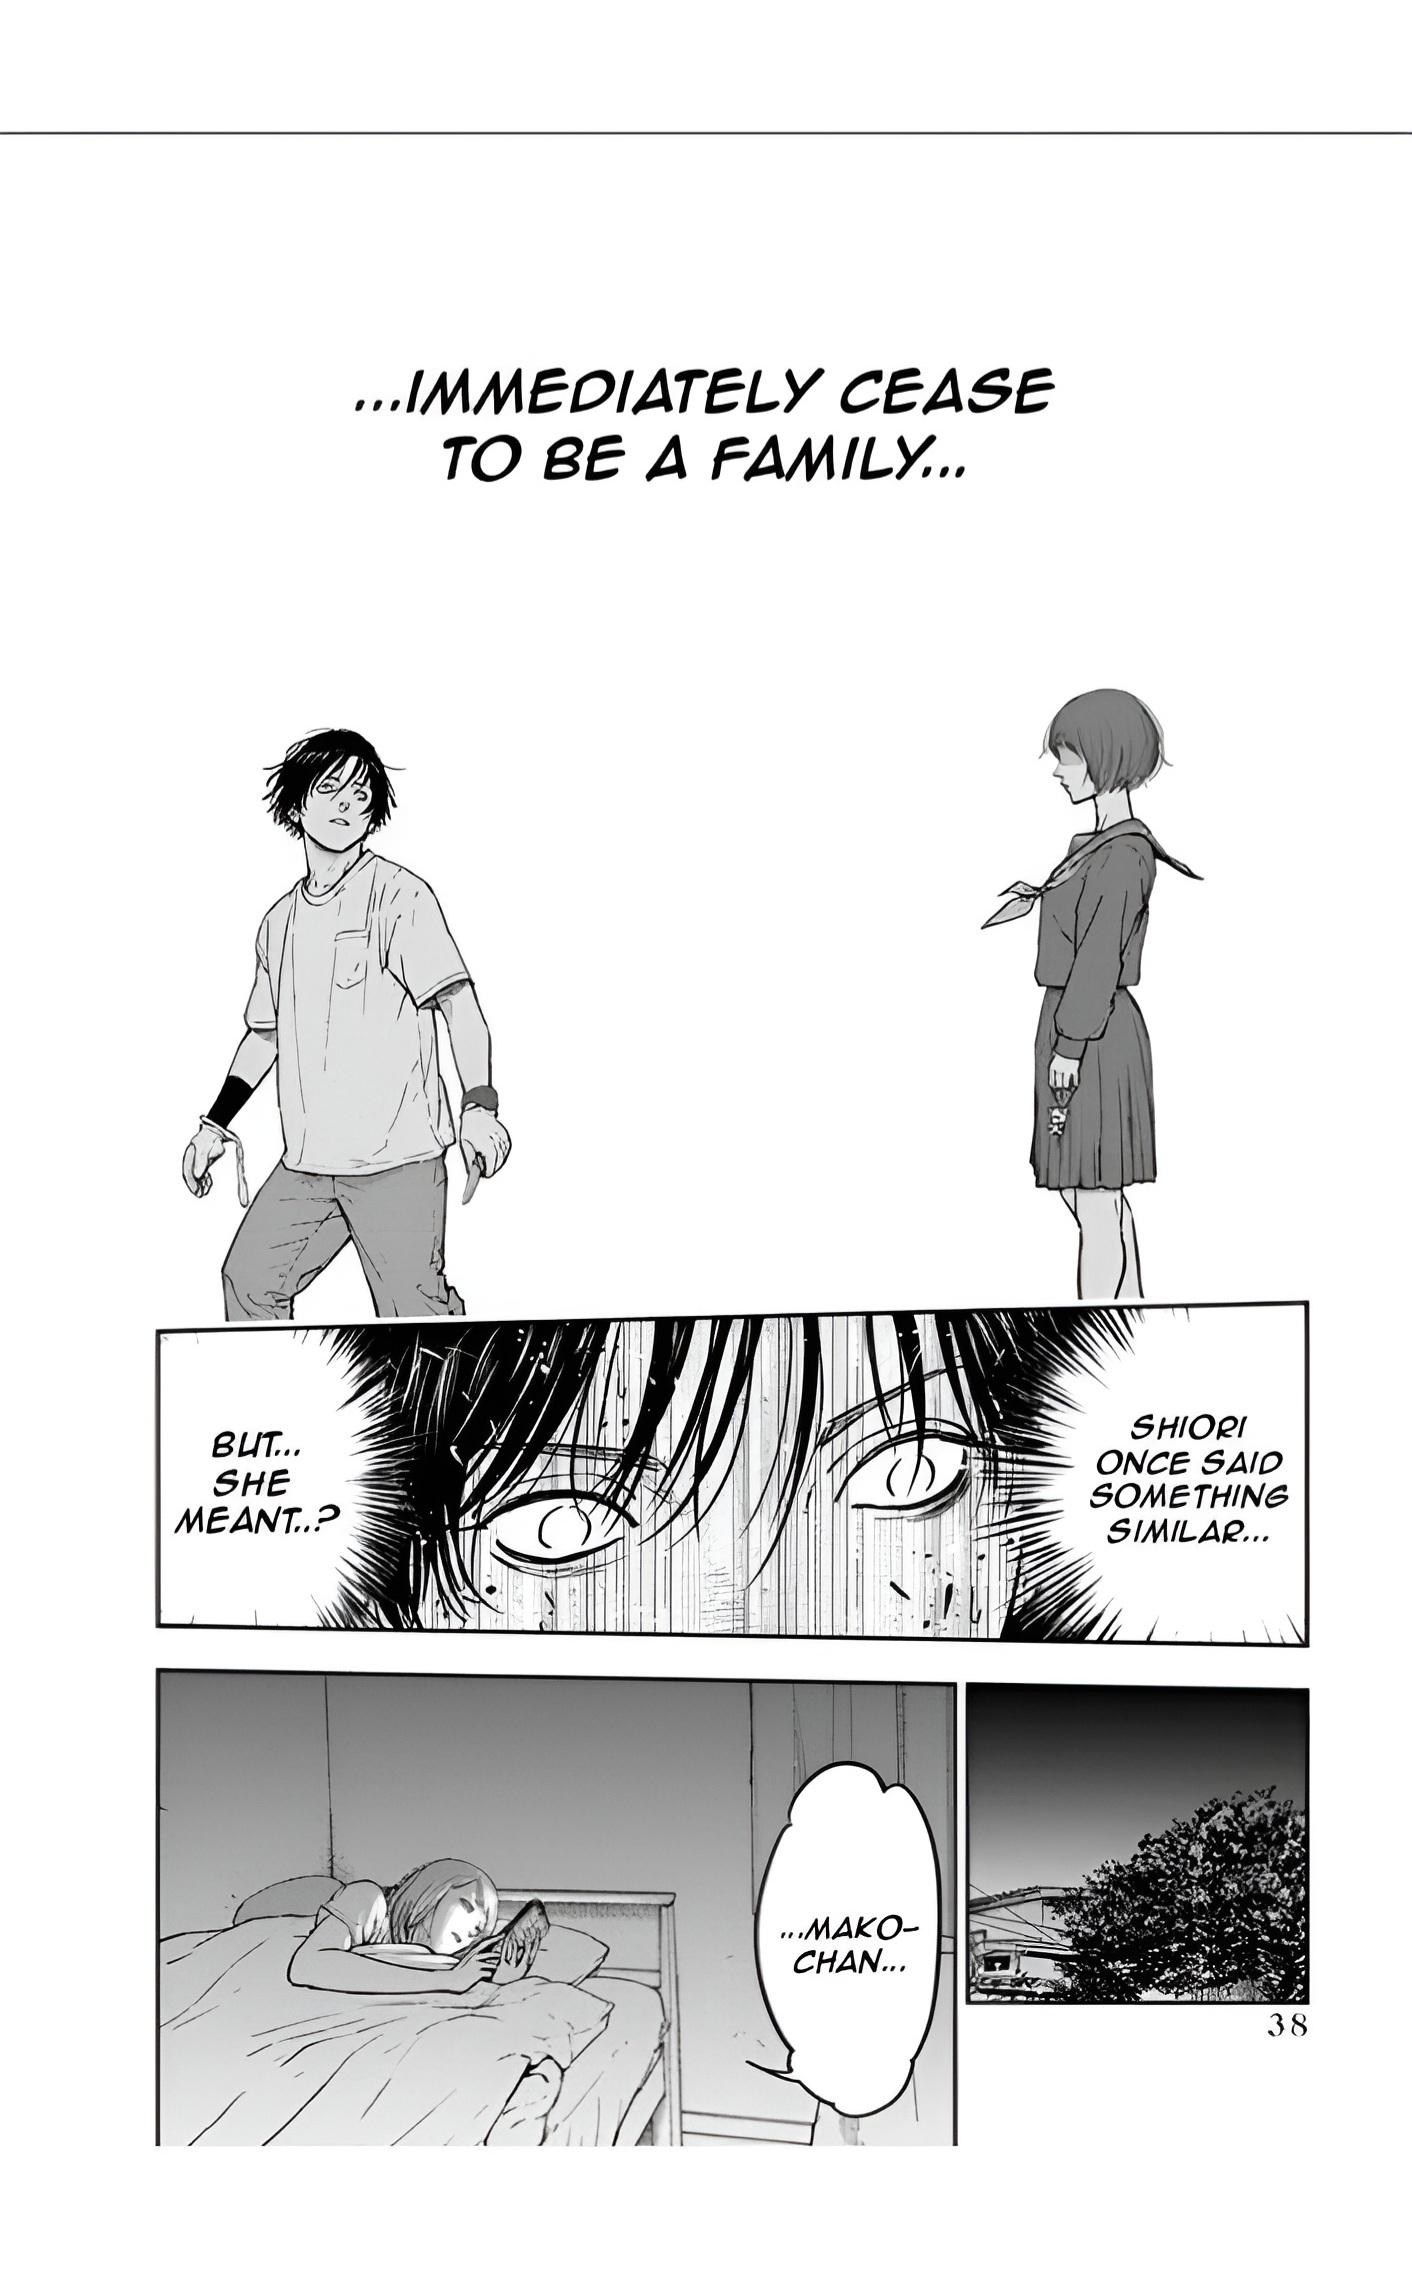 ...IMMEDIATELY CEASE
TO BE A FAMILY...
SHIORI
ONCE SAID
SOMETHING
SIMILAR...
BUT...
SHE
MEANT..?
...MAKO-
CHAN...
38